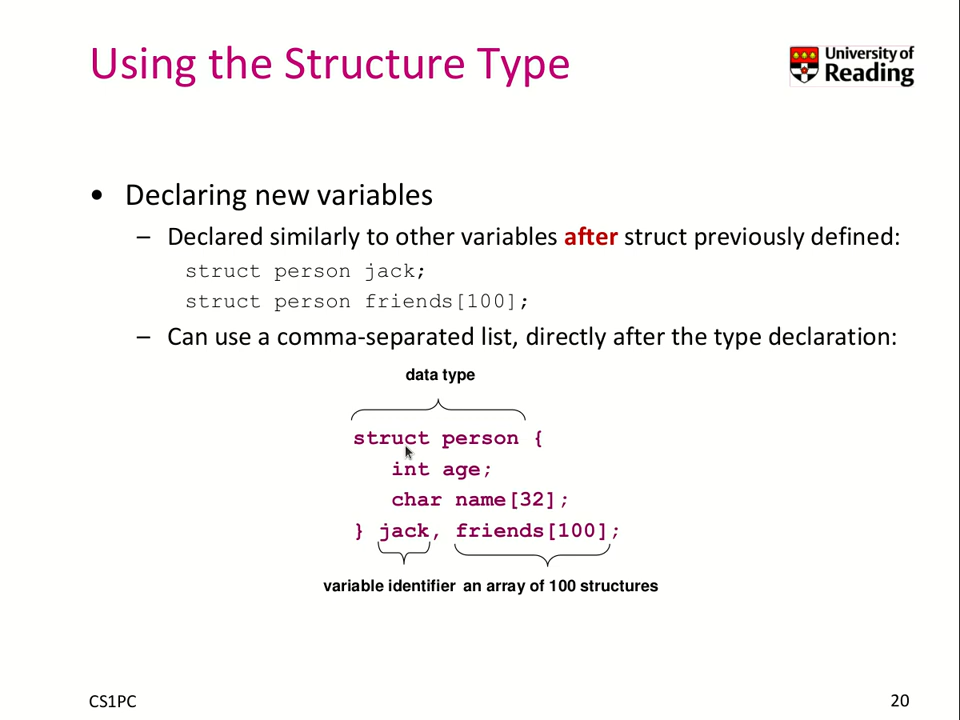 Using the Structure Type
University of
Reading
• Declaring new variables
– Declared similarly to other variables after struct previously defined:
struct person jack;
struct person friends[100];
– Can use a comma-separated list, directly after the type declaration:
data type
struct person {
int age;
char name[32];
} jack, friends[100];
variable identifier an array of 100 structures
CS1PC
20